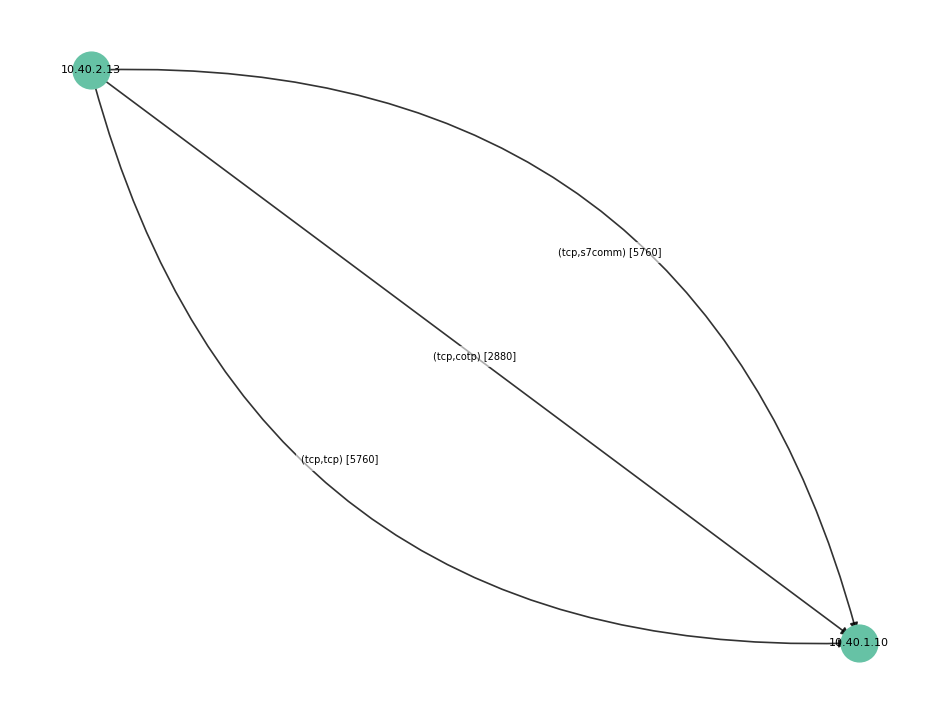 10.40.2.13
(tcp,s7comm) [5760]
(tcp,cotp) [2880]
(tcp,tcp) [5760]
10.40.1.10